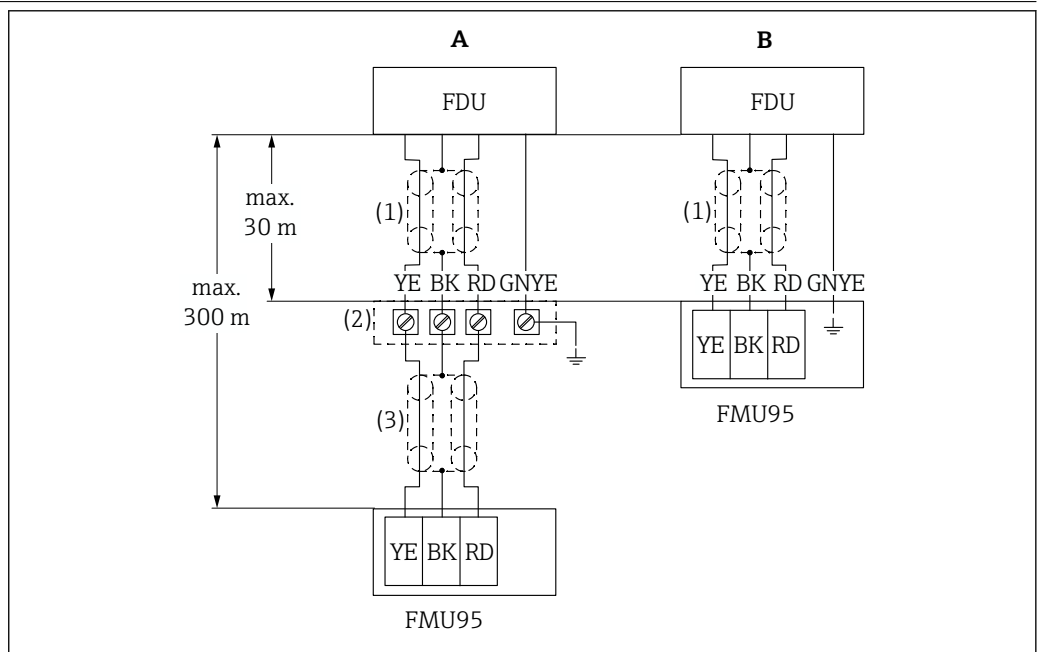 A B
FDU FDU
max.
30 m
max.
300 m
(1) (1)
YE BK RD GNYE YE BK RD GNYE
(2)
YE BK RD
FMU95
(3)
YE BK RD
FMU95